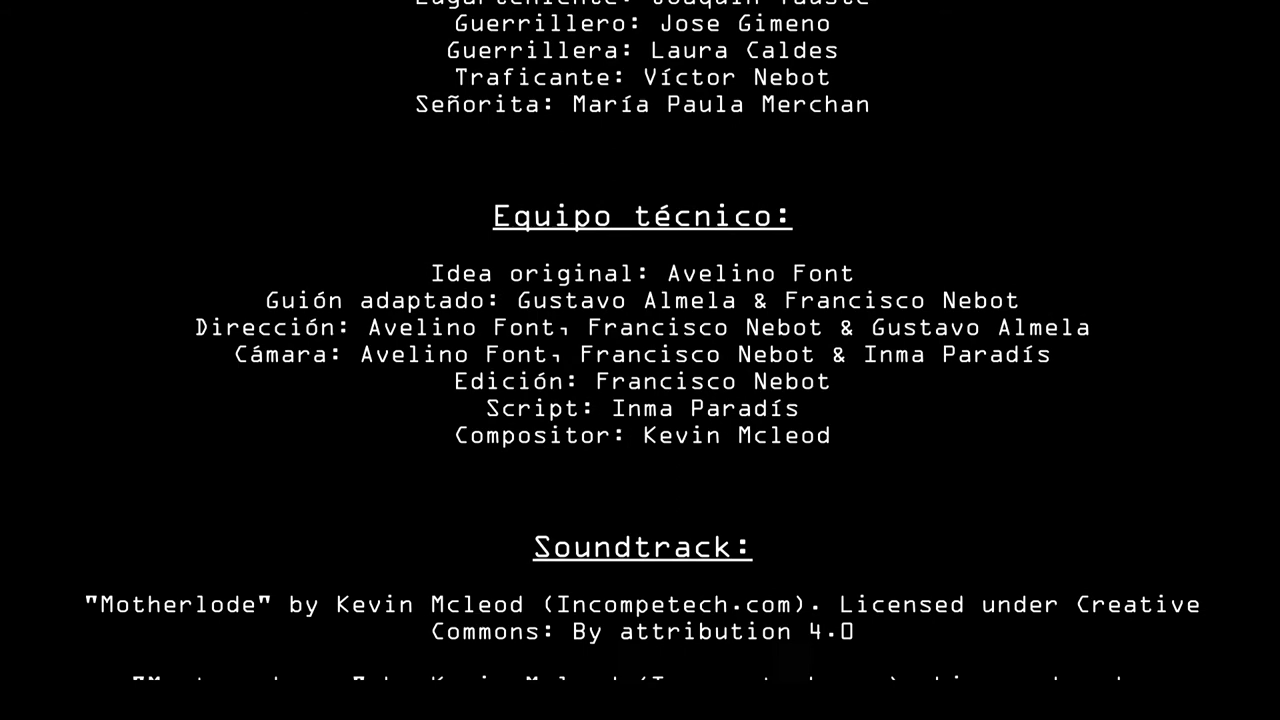 Guerrillero: Jose Gimeno
Guerrillera: Laura Caldes
Traficante: Víctor Nebot
Señorita: María Paula Merchan
Equipo técnico:
Idea original: Avelino Font
Guión adaptado: Gustavo Almela & Francisco Nebot
Dirección: Avelino Font, Francisco Nebot & Gustavo Almela
Cámara: Avelino Font, Francisco Nebot & Inma Paradís
Edición: Francisco Nebot
Script: Inma Paradís
Compositor: Kevin Mcleod
Soundtrack:
"Motherlode" by Kevin Mcleod (Incompetech.com). Licensed under Creative
Commons: By attribution 4.0